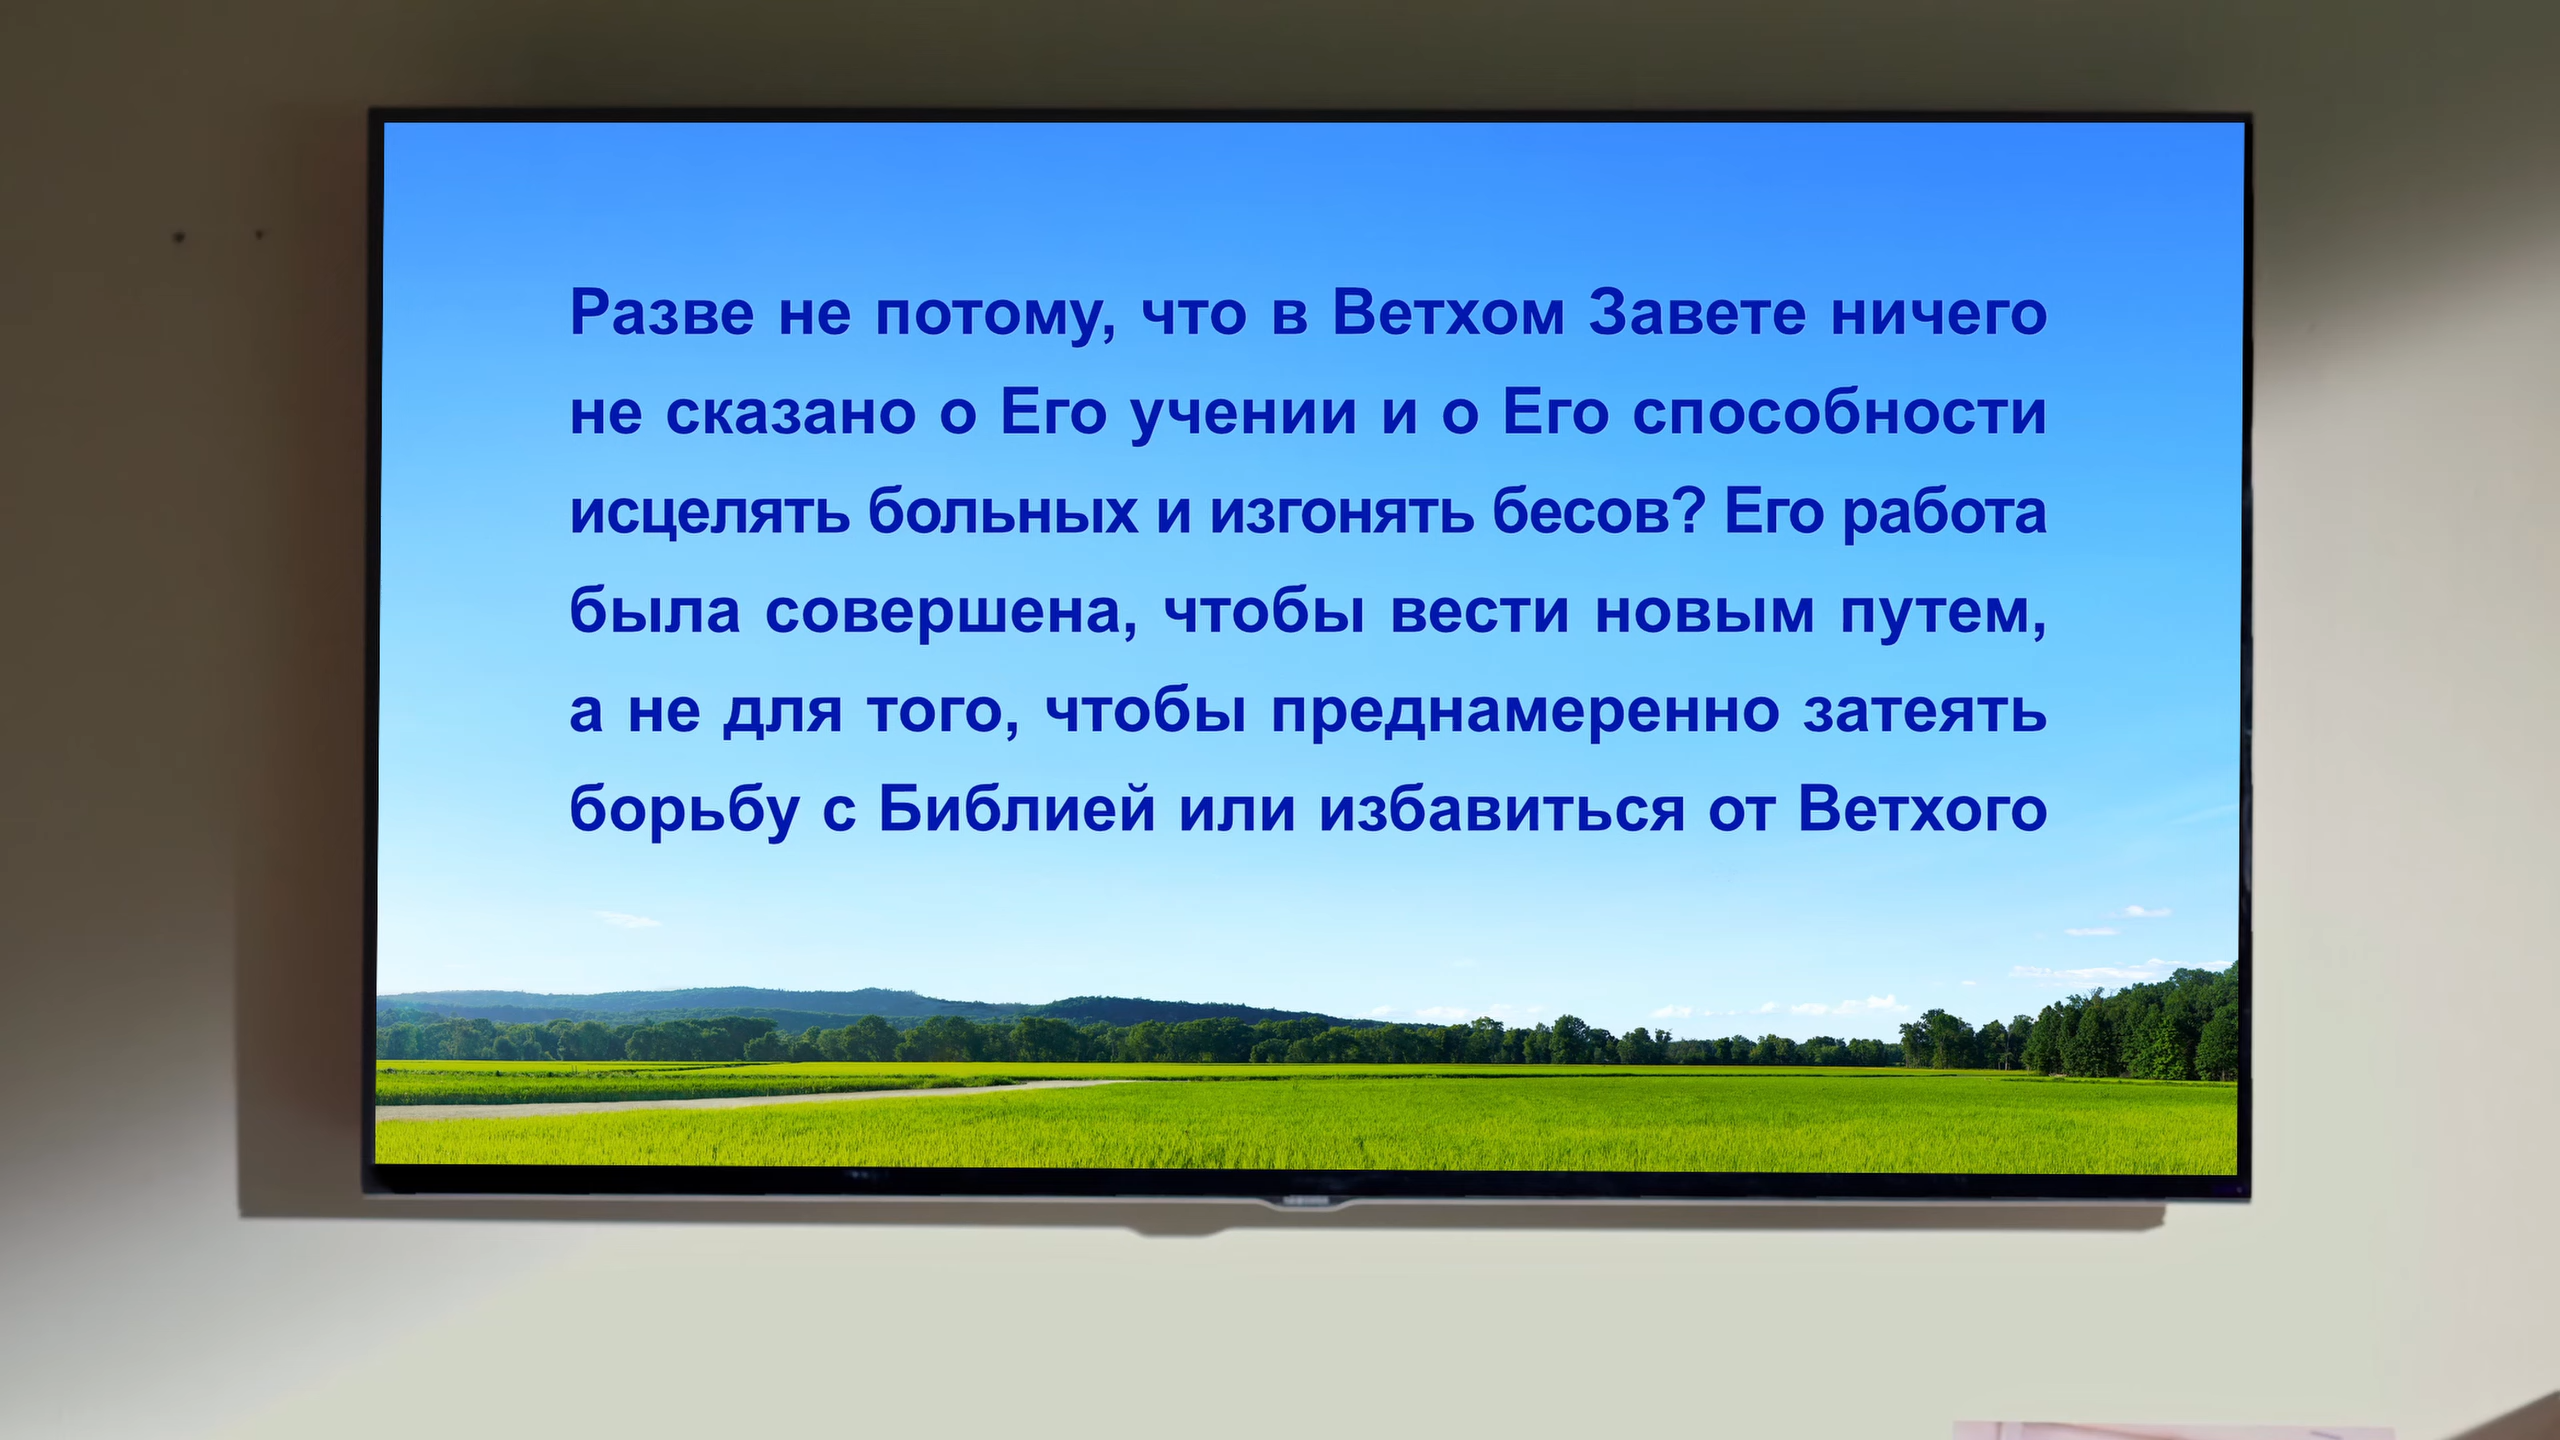 Разве не потому, что в Ветхом Завете ничего
не сказано о Его учении и о Его способности
исцелять больных и изгонять бесов? Его работа
была совершена, чтобы вести новым путем,
а не для того, чтобы преднамеренно затеять
борьбу с Библией или избавиться от Ветхого